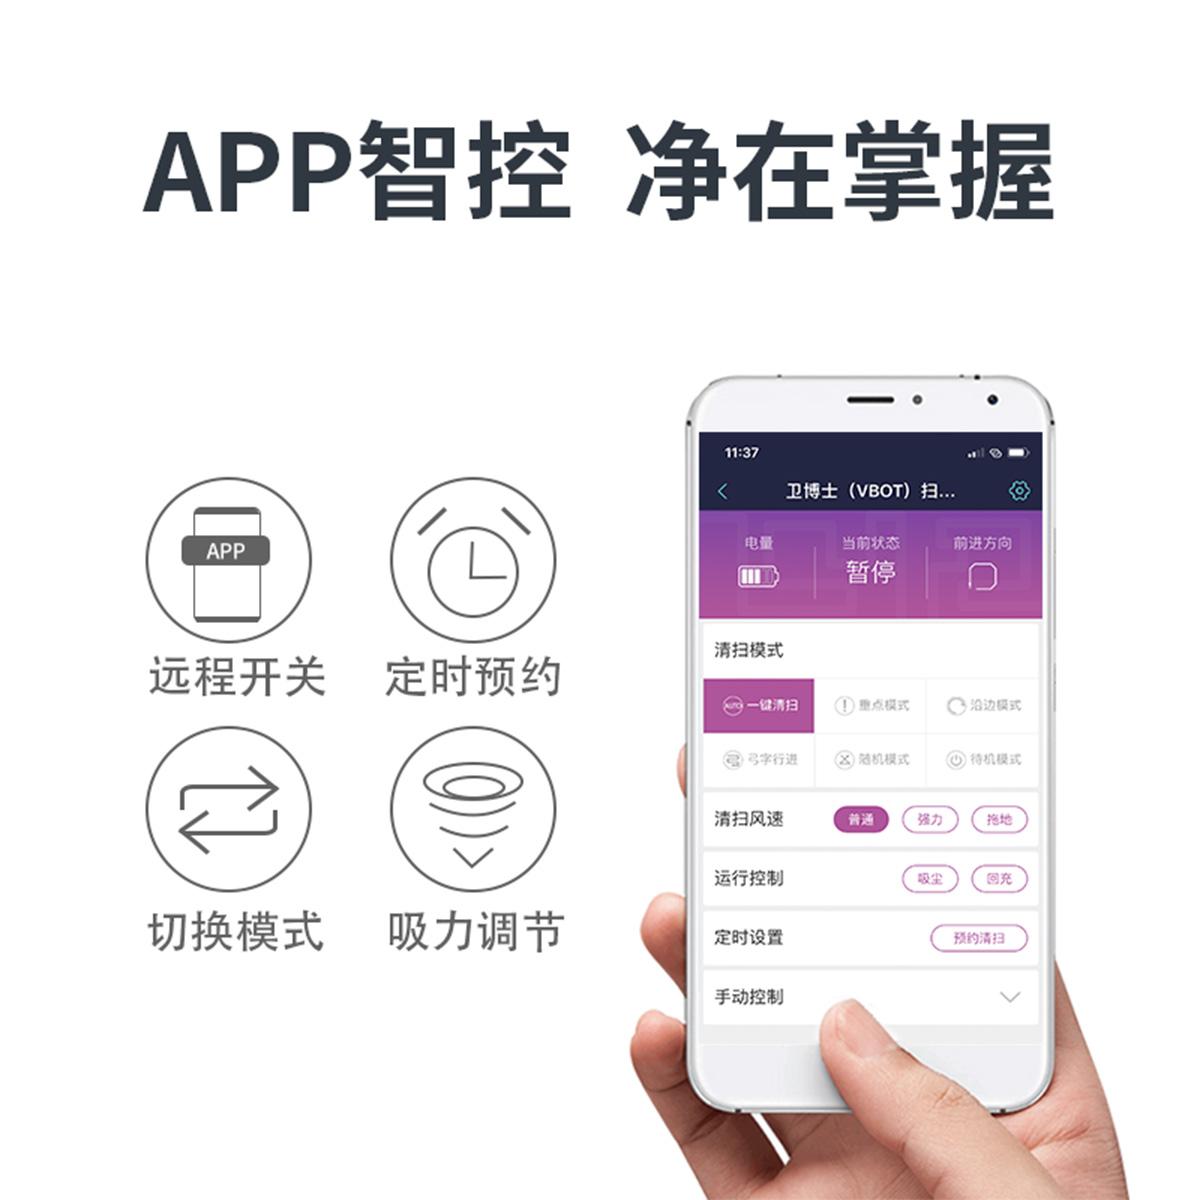 APP智控 净在掌握
APP
远程开关
定时预约
切换模式
吸力调节
11:37
卫博士（VBOT）扫...
电量
当前状态
前进方向
暂停
清扫模式
AUTO 一键清扫
重点模式
沿边模式
弓字行进
随机模式
待机模式
清扫风速
普通
强力
拖地
运行控制
吸尘
回充
定时设置
预约清扫
手动控制